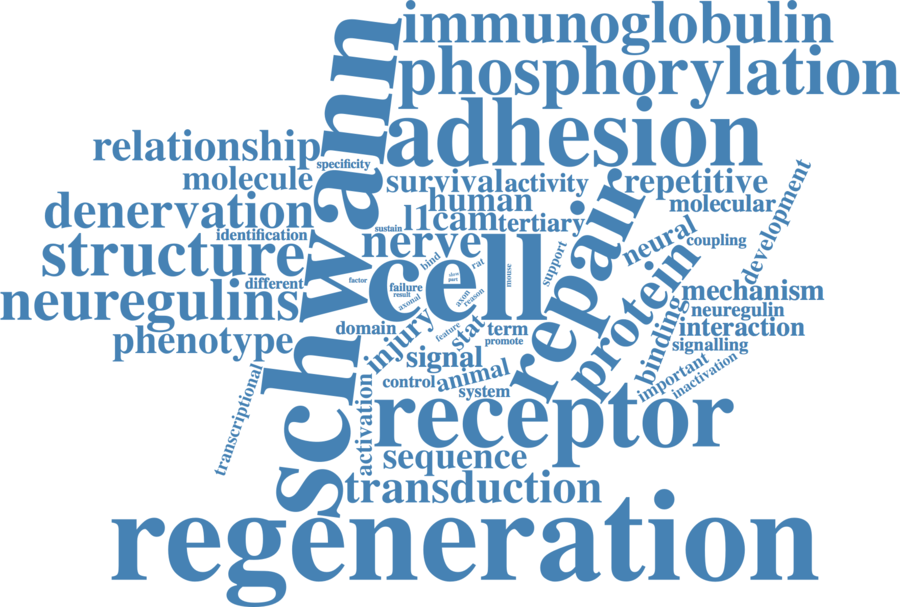 immunoglobulin
phosphorylation
schwann
adhesion
relationship
specificity
molecule
survival
activity
repetitive
human
molecular
development
denervation
l1cam
tertiary
repair
identification
sustain
nerve
neural
coupling
structure
bind
rat
support
cell
slow
part
mouse
different
factor
failure
result
axonal
axon
reason
protein
mechanism
neuregulins
neuregulin
binding
domain
injury
feature
stat
term
interaction
promote
signalling
phenotype
signal
important
inactivation
control
animal
system
transcriptional
activation
receptor
sequence
transduction
regeneration